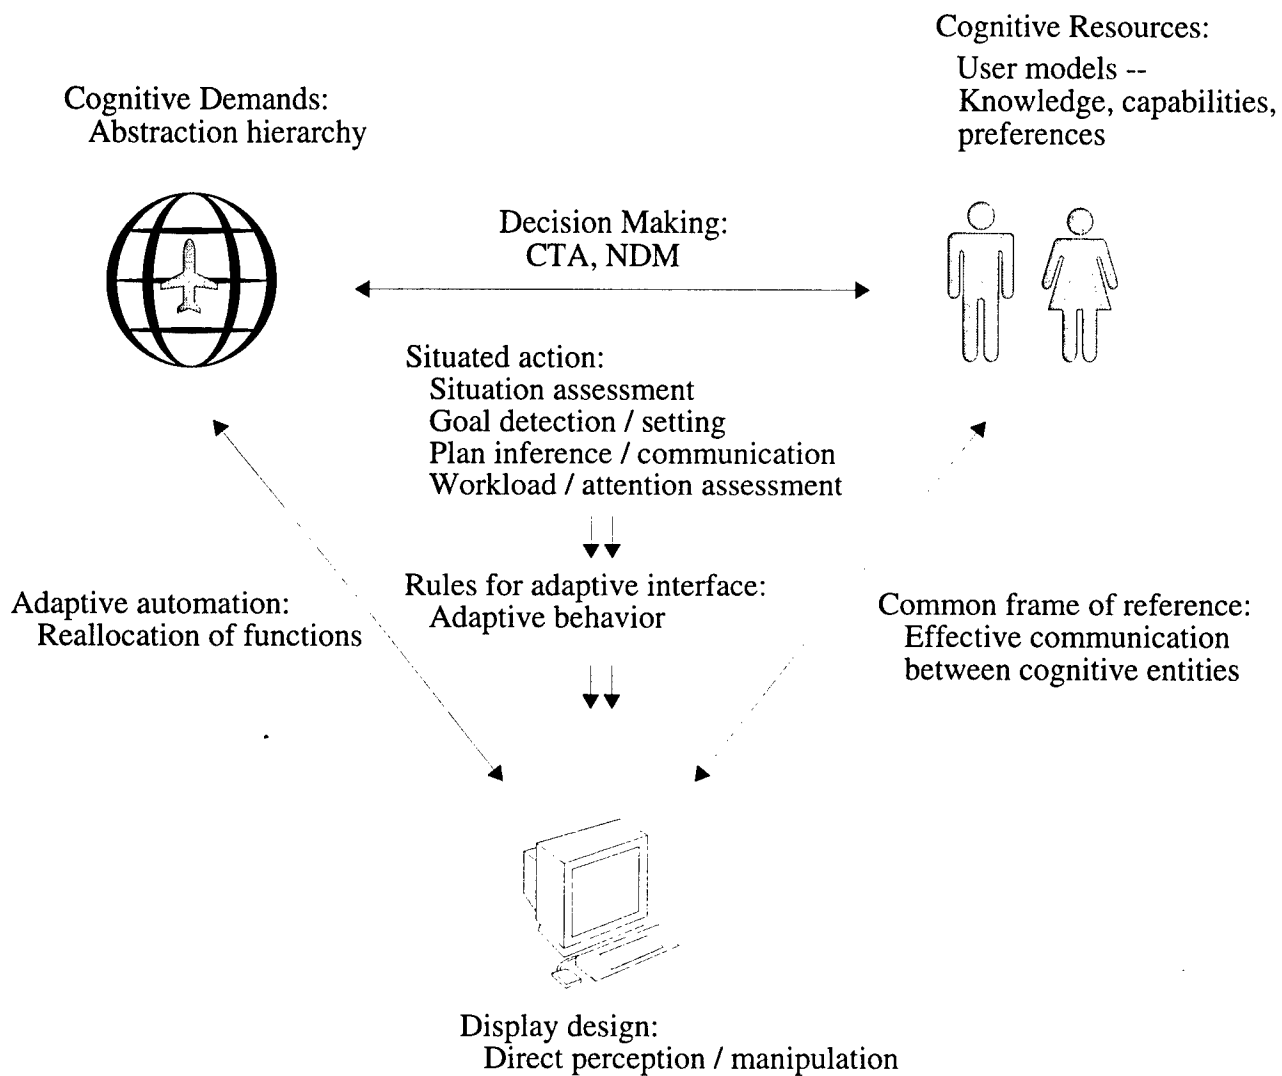 Cognitive Resources:
User models --
Knowledge, capabilities,
preferences
Cognitive Demands:
Abstraction hierarchy
Decision Making:
CTA, NDM
Situated action:
Situation assessment
Goal detection / setting
Plan inference / communication
Workload / attention assessment
Rules for adaptive interface:
Adaptive behavior
Adaptive automation:
Reallocation of functions
Common frame of reference:
Effective communication
between cognitive entities
Display design:
Direct perception / manipulation